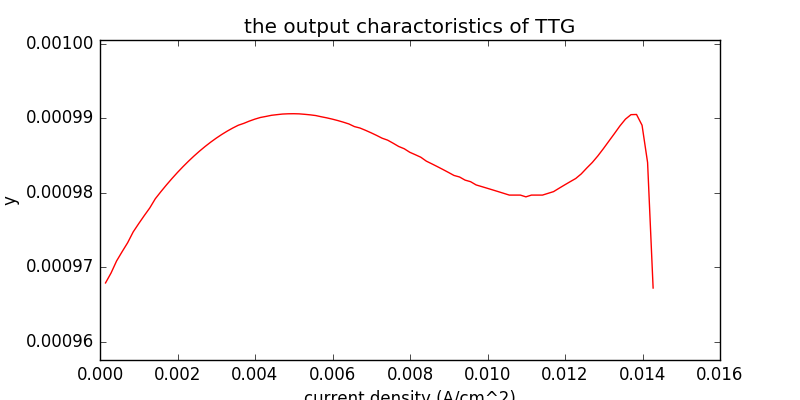 the output charactoristics of TTG
0.00100
0.00099
0.00098
0.00097
0.00096
y
0.000 0.002 0.004 0.006 0.008 0.010 0.012 0.014 0.016
current density (A/cm^2)